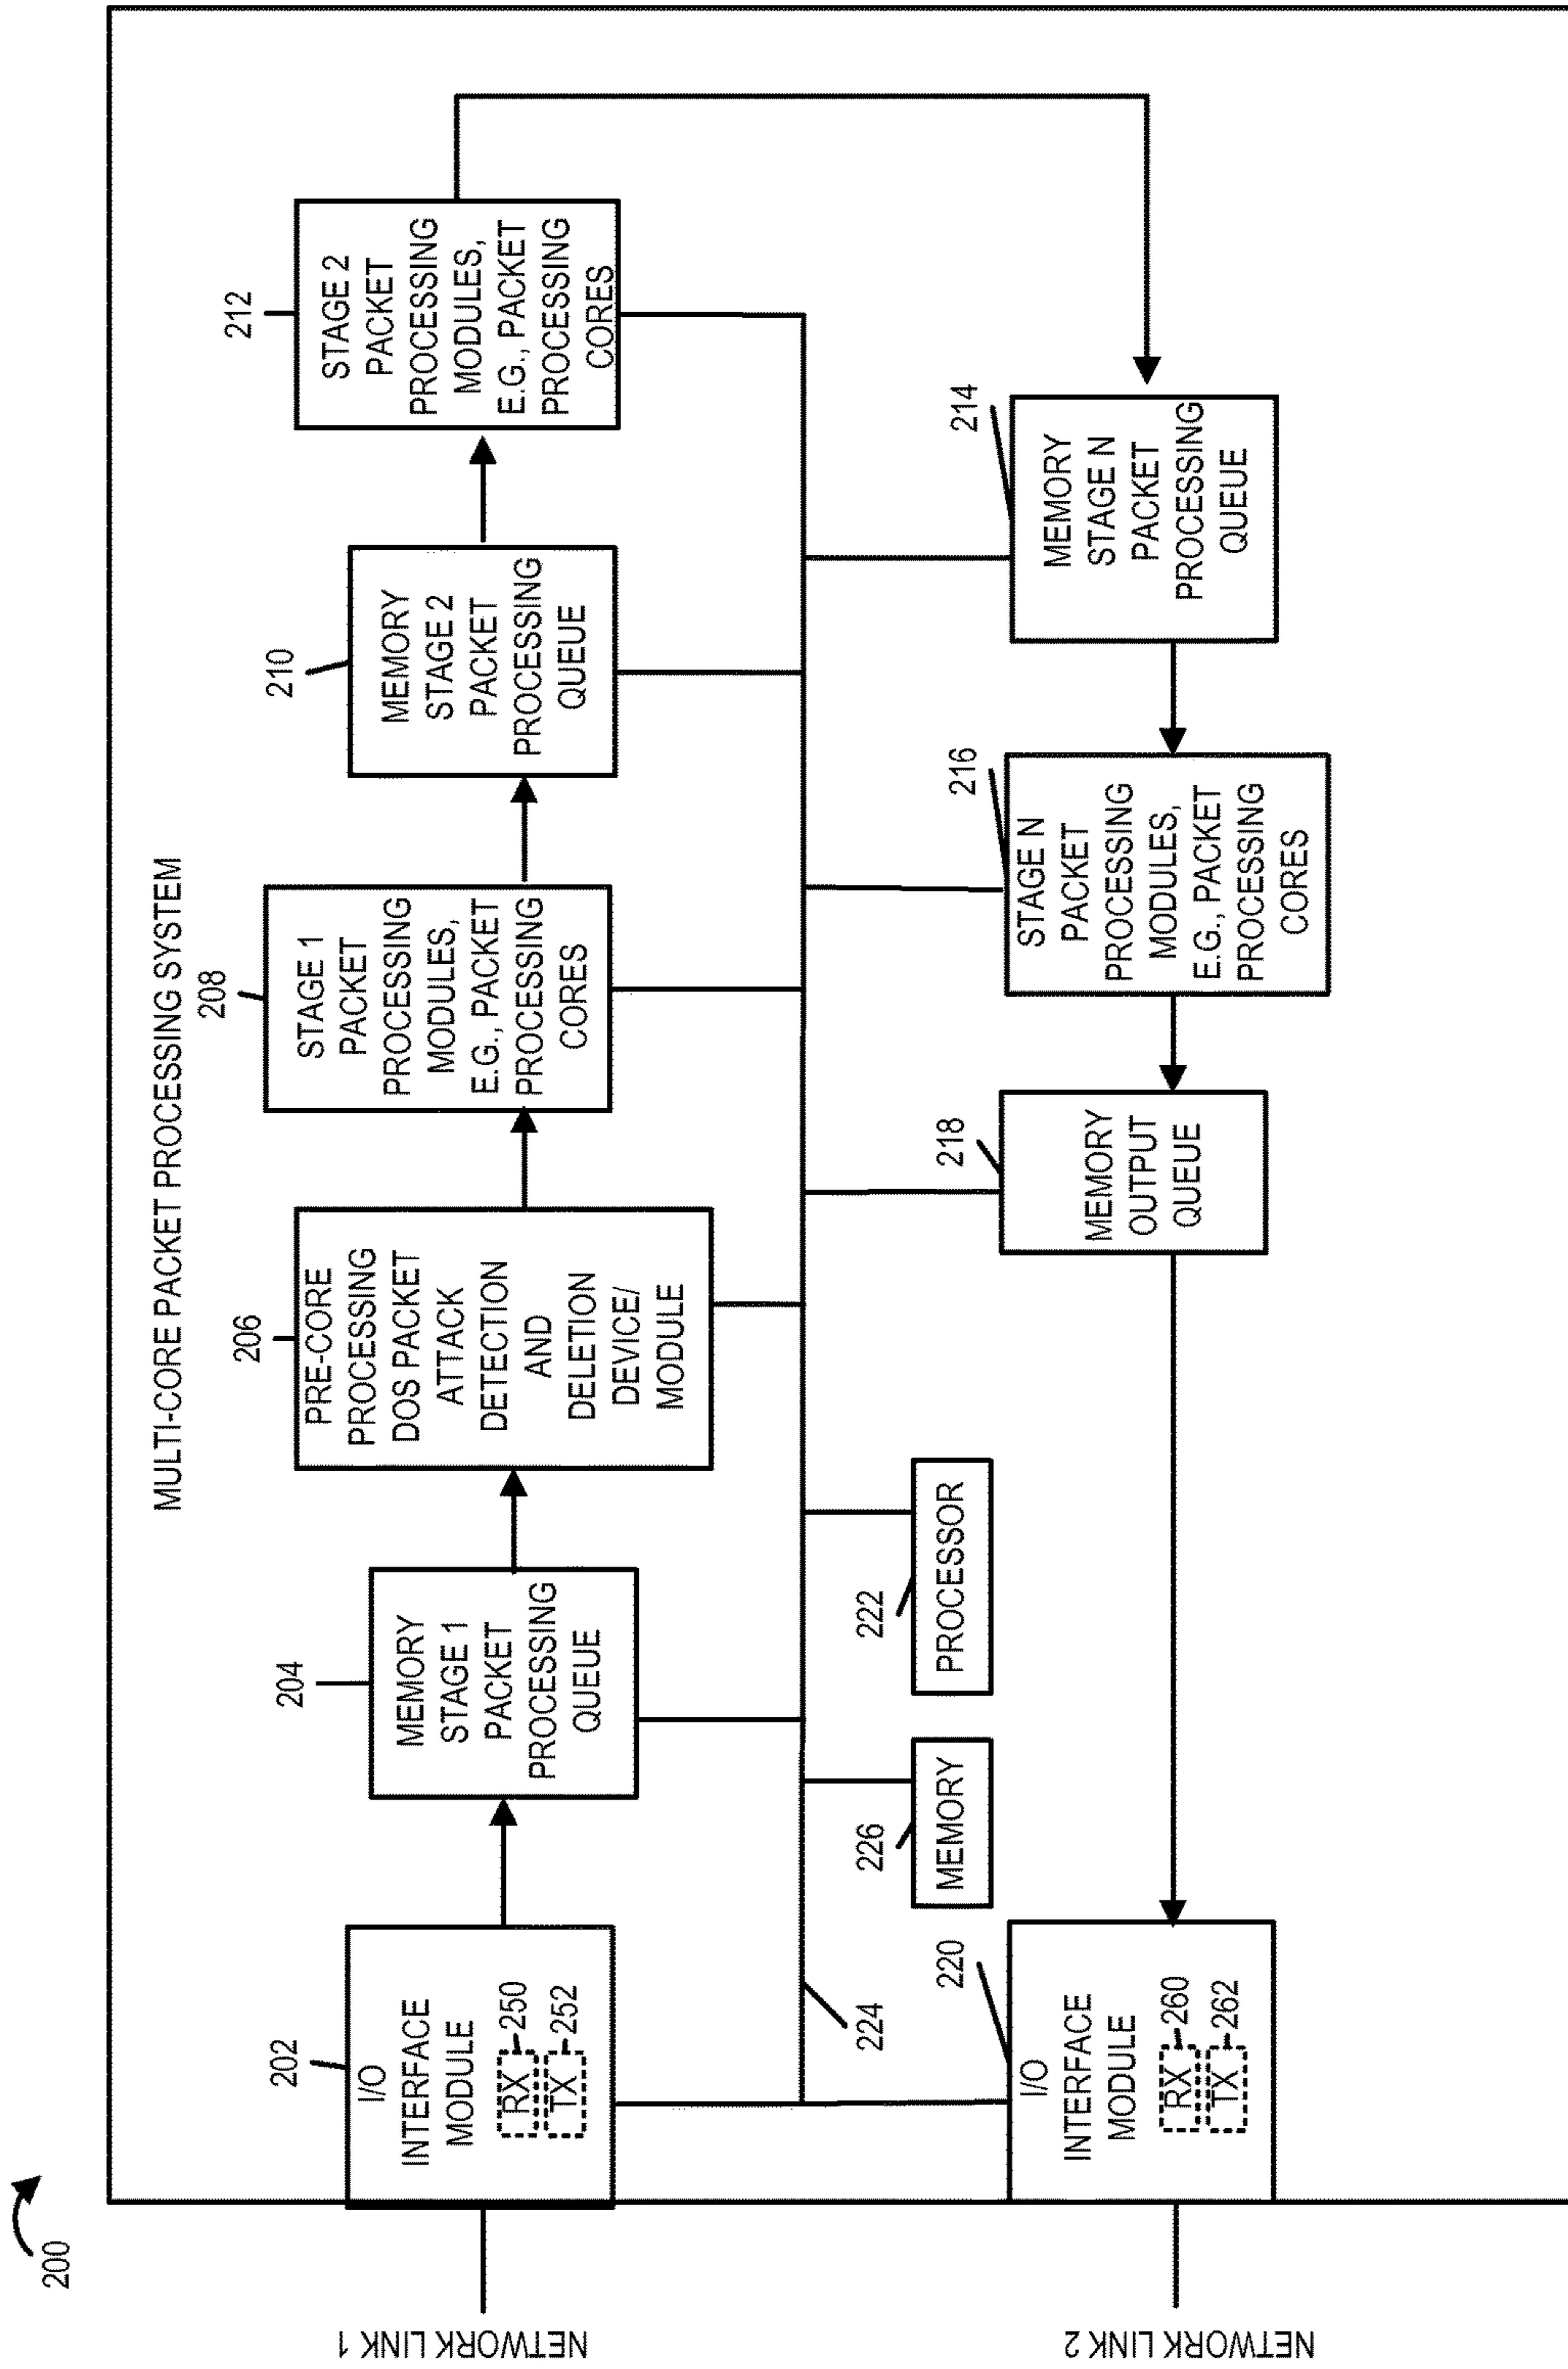 200
MULTI-CORE PACKET PROCESSING SYSTEM
NETWORK LINK 1
202
I/O
INTERFACE
MODULE
RX
250
TX
252
204
MEMORY
STAGE 1
PACKET
PROCESSING
QUEUE
206
PRE-CORE
PROCESSING
DOS PACKET
ATTACK
DETECTION
AND
DELETION
DEVICE/
MODULE
208
STAGE 1
PACKET
PROCESSING
MODULES,
E.G., PACKET
PROCESSING
CORES
210
MEMORY
STAGE 2
PACKET
PROCESSING
QUEUE
212
STAGE 2
PACKET
PROCESSING
MODULES,
E.G., PACKET
PROCESSING
CORES
224
226
MEMORY
222
PROCESSOR
NETWORK LINK 2
220
I/O
INTERFACE
MODULE
RX
260
TX
262
218
MEMORY
OUTPUT
QUEUE
216
STAGE N
PACKET
PROCESSING
MODULES,
E.G., PACKET
PROCESSING
CORES
214
MEMORY
STAGE N
PACKET
PROCESSING
QUEUE